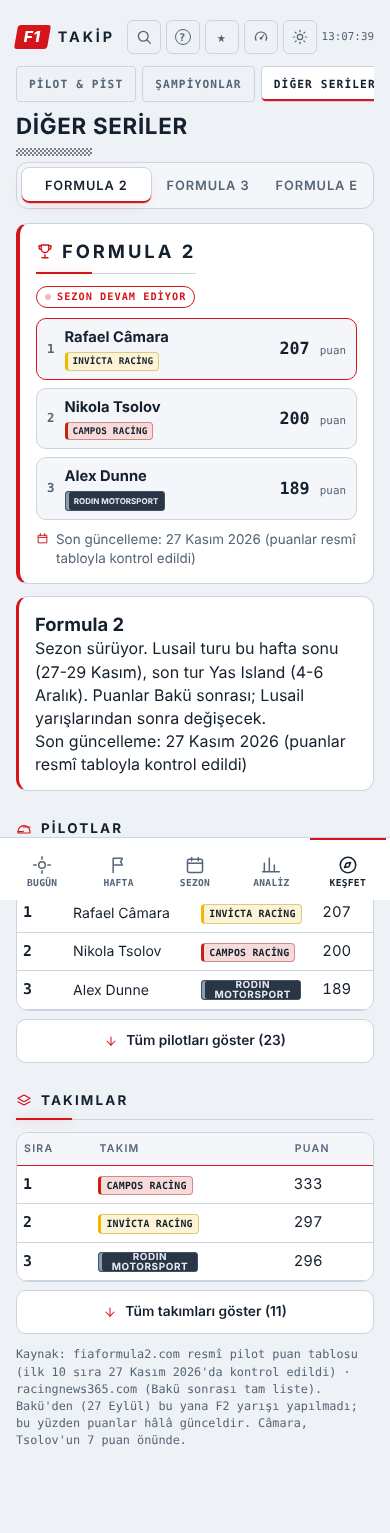 F1 TAKİP ? ★ 13:07:39
PİLOT & PİST ŞAMPİYONLAR DİĞER SERİLER
DİĞER SERİLER
FORMULA 2 FORMULA 3 FORMULA E
FORMULA 2
SEZON DEVAM EDİYOR
1 Rafael Câmara 207 puan
INVİCTA RACİNG
2 Nikola Tsolov 200 puan
CAMPOS RACİNG
3 Alex Dunne 189 puan
RODIN MOTORSPORT
Son güncelleme: 27 Kasım 2026 (puanlar resmî
tabloyla kontrol edildi)
Formula 2
Sezon sürüyor. Lusail turu bu hafta sonu
(27-29 Kasım), son tur Yas Island (4-6
Aralık). Puanlar Bakü sonrası; Lusail
yarışlarından sonra değişecek.
Son güncelleme: 27 Kasım 2026 (puanlar
resmî tabloyla kontrol edildi)
PİLOTLAR
BUGÜN HAFTA SEZON ANALİZ KEŞFET
1 Rafael Câmara INVİCTA RACİNG 207
2 Nikola Tsolov CAMPOS RACİNG 200
3 Alex Dunne RODIN MOTORSPORT 189
Tüm pilotları göster (23)
TAKIMLAR
SIRA TAKIM PUAN
1 CAMPOS RACİNG 333
2 INVİCTA RACİNG 297
3 RODIN MOTORSPORT 296
Tüm takımları göster (11)
Kaynak: fiaformula2.com resmî pilot puan tablosu
(ilk 10 sıra 27 Kasım 2026'da kontrol edildi) ·
racingnews365.com (Bakü sonrası tam liste).
Bakü'den (27 Eylül) bu yana F2 yarışı yapılmadı;
bu yüzden puanlar hâlâ günceldir. Câmara,
Tsolov'un 7 puan önünde.